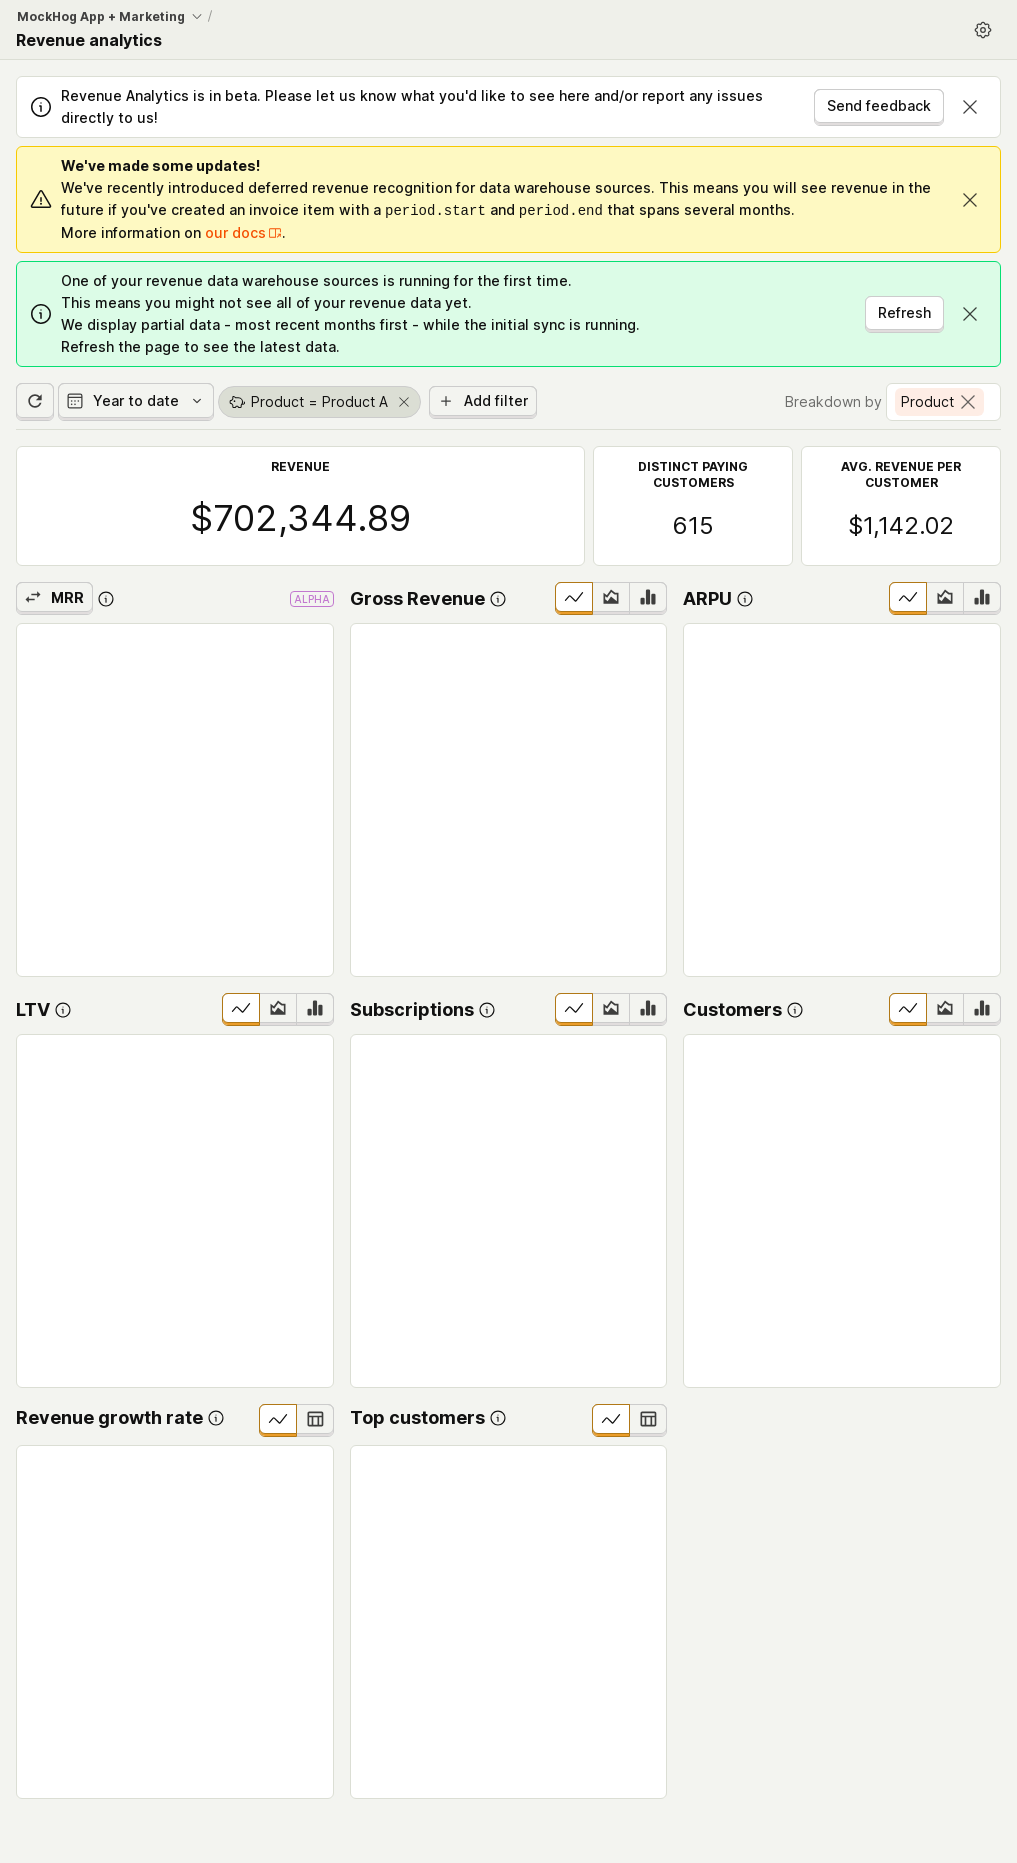 MockHog App + Marketing /
Revenue analytics
Revenue Analytics is in beta. Please let us know what you'd like to see here and/or report any issues
directly to us!
Send feedback
We've made some updates!
We've recently introduced deferred revenue recognition for data warehouse sources. This means you will see revenue in the
future if you've created an invoice item with a period.start and period.end that spans several months.
More information on our docs.
One of your revenue data warehouse sources is running for the first time.
This means you might not see all of your revenue data yet.
We display partial data - most recent months first - while the initial sync is running.
Refresh the page to see the latest data.
Refresh
Year to date
Product = Product A
Add filter
Breakdown by
Product
REVENUE
$702,344.89
DISTINCT PAYING
CUSTOMERS
615
AVG. REVENUE PER
CUSTOMER
$1,142.02
MRR
ALPHA
Gross Revenue
ARPU
LTV
Subscriptions
Customers
Revenue growth rate
Top customers